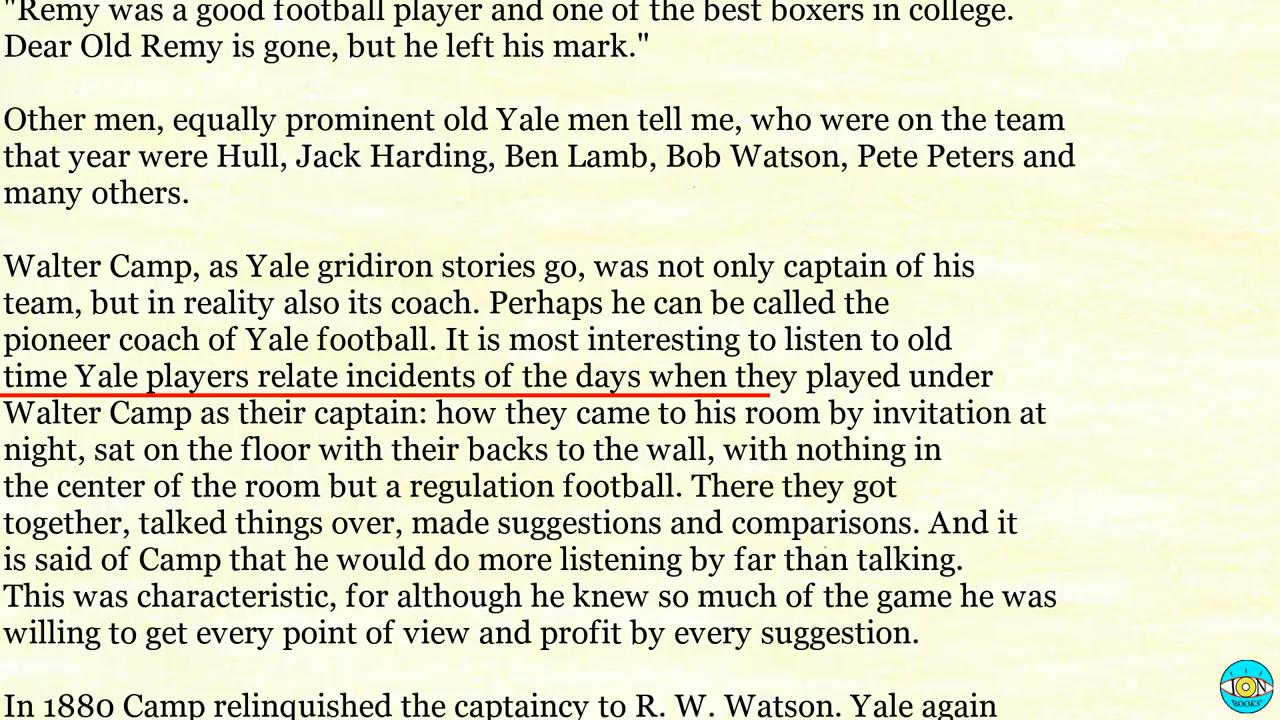 "Remy was a good football player and one of the best boxers in college.
Dear Old Remy is gone, but he left his mark."
Other men, equally prominent old Yale men tell me, who were on the team
that year were Hull, Jack Harding, Ben Lamb, Bob Watson, Pete Peters and
many others.
Walter Camp, as Yale gridiron stories go, was not only captain of his
team, but in reality also its coach. Perhaps he can be called the
pioneer coach of Yale football. It is most interesting to listen to old
time Yale players relate incidents of the days when they played under
Walter Camp as their captain: how they came to his room by invitation at
night, sat on the floor with their backs to the wall, with nothing in
the center of the room but a regulation football. There they got
together, talked things over, made suggestions and comparisons. And it
is said of Camp that he would do more listening by far than talking.
This was characteristic, for although he knew so much of the game he was
willing to get every point of view and profit by every suggestion.
In 1880 Camp relinquished the captaincy to R. W. Watson. Yale again
ION
BOOKS